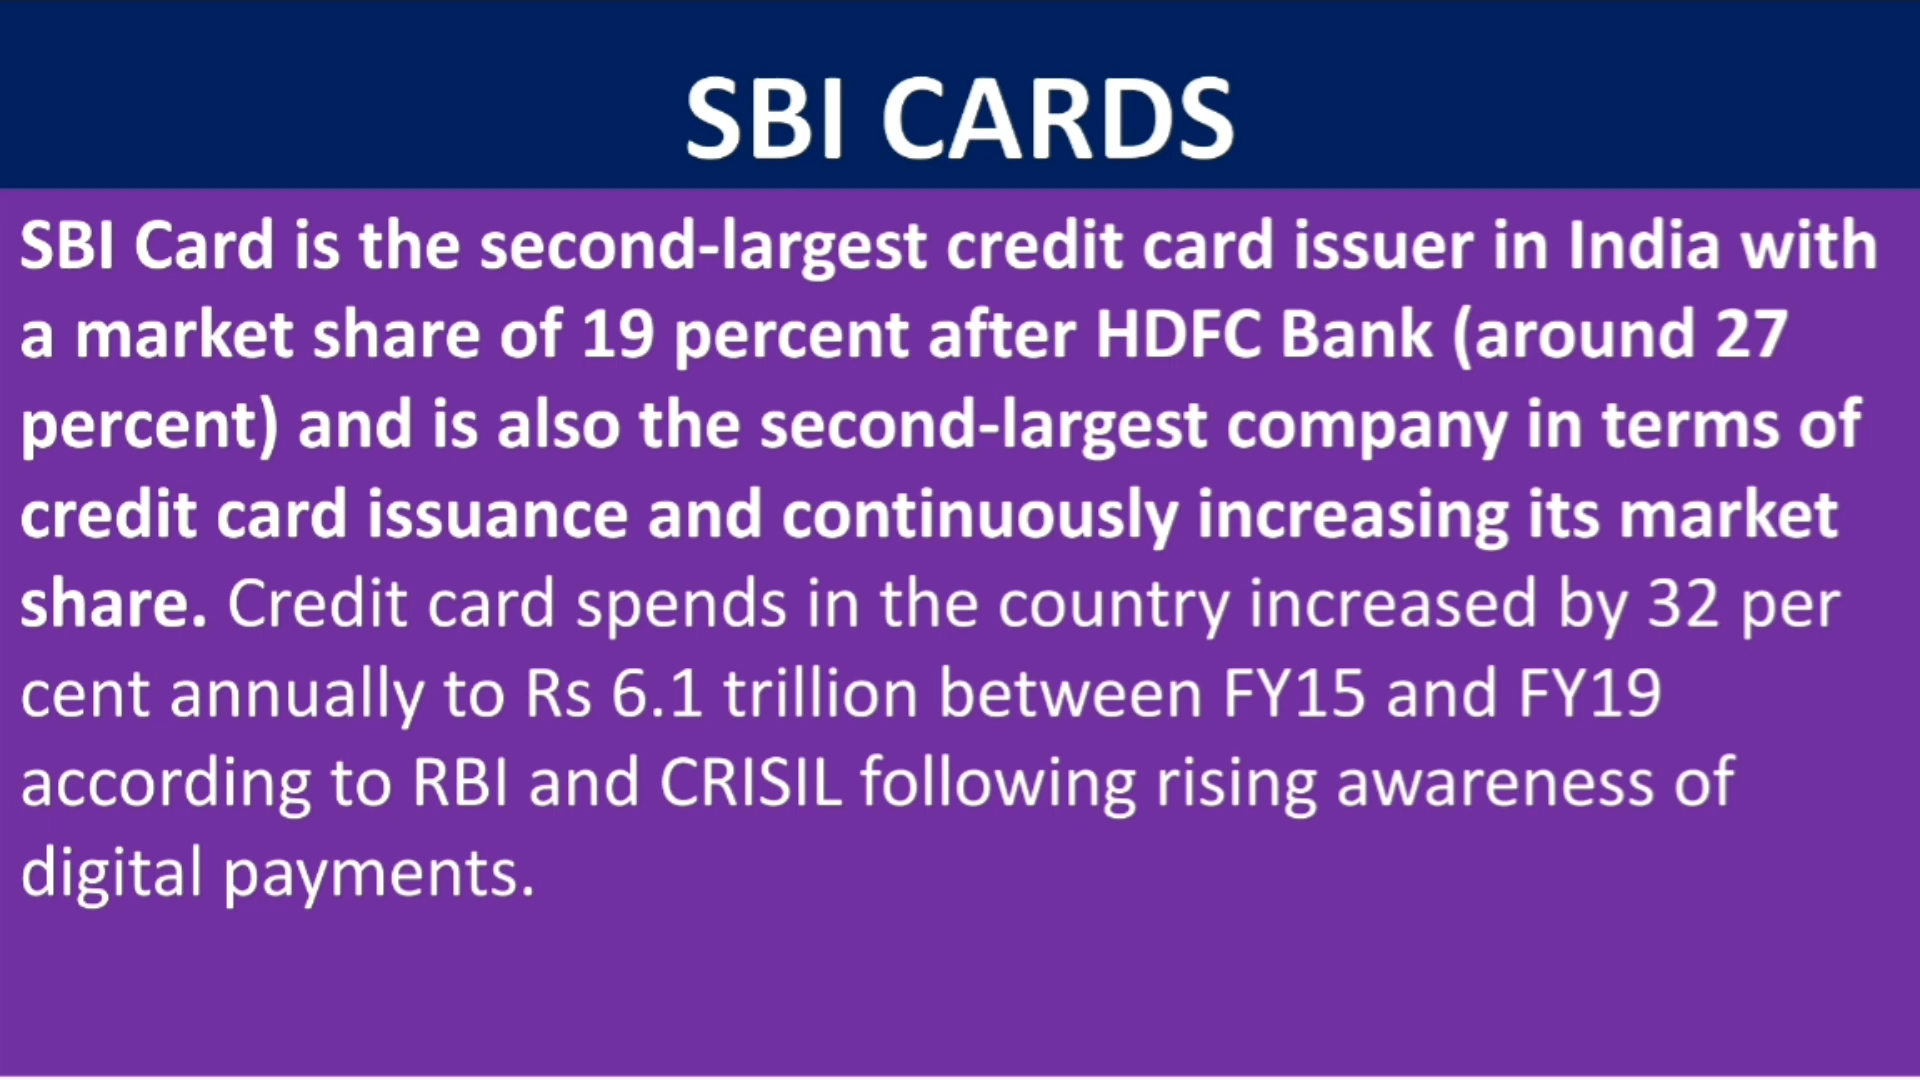 SBI CARDS
SBI Card is the second-largest credit card issuer in India with
a market share of 19 percent after HDFC Bank (around 27
percent) and is also the second-largest company in terms of
credit card issuance and continuously increasing its market
share. Credit card spends in the country increased by 32 per
cent annually to Rs 6.1 trillion between FY15 and FY19
according to RBI and CRISIL following rising awareness of
digital payments.